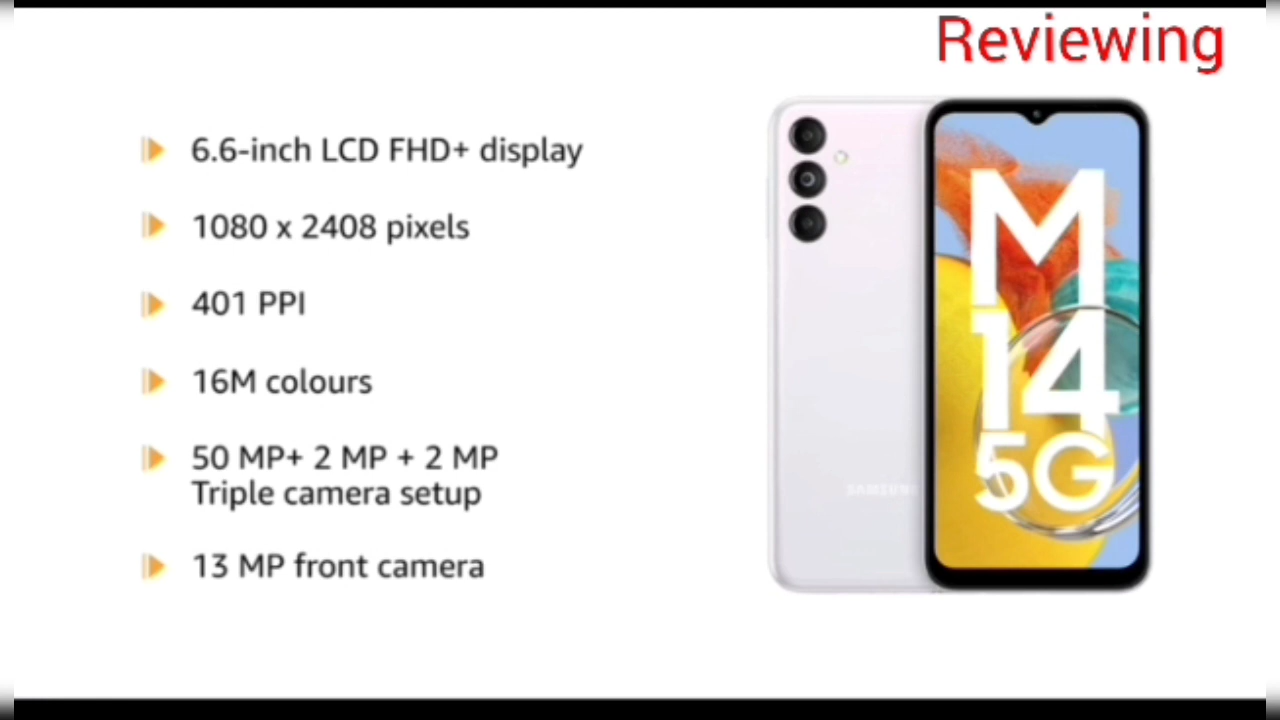 Reviewing
6.6-inch LCD FHD+ display
1080 x 2408 pixels
401 PPI
16M colours
50 MP+ 2 MP + 2 MP
Triple camera setup
13 MP front camera
SAMSUNG
M
14
5G